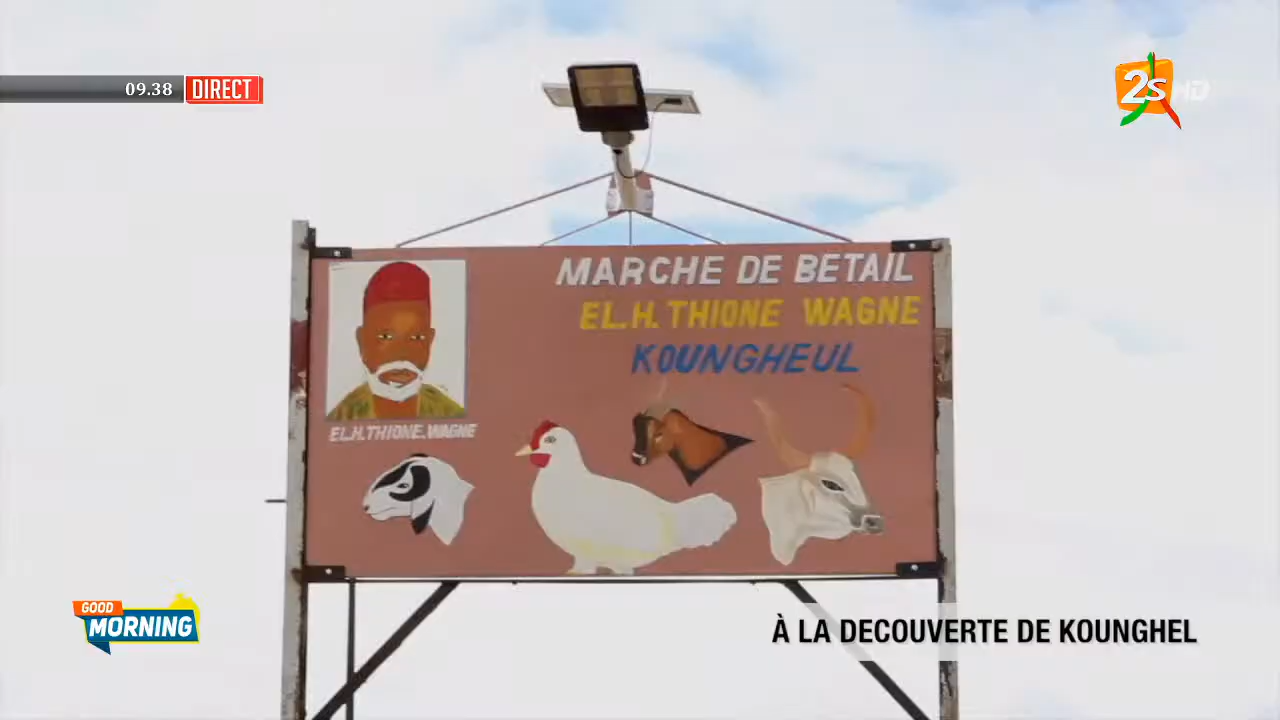 09.38 DIRECT
2s HD
MARCHE DE BETAIL
EL.H. THIONE WAGNE
KOUNGHEUL
EL.H.THIONE.WAGNE
GOOD
MORNING
À LA DECOUVERTE DE KOUNGHEL